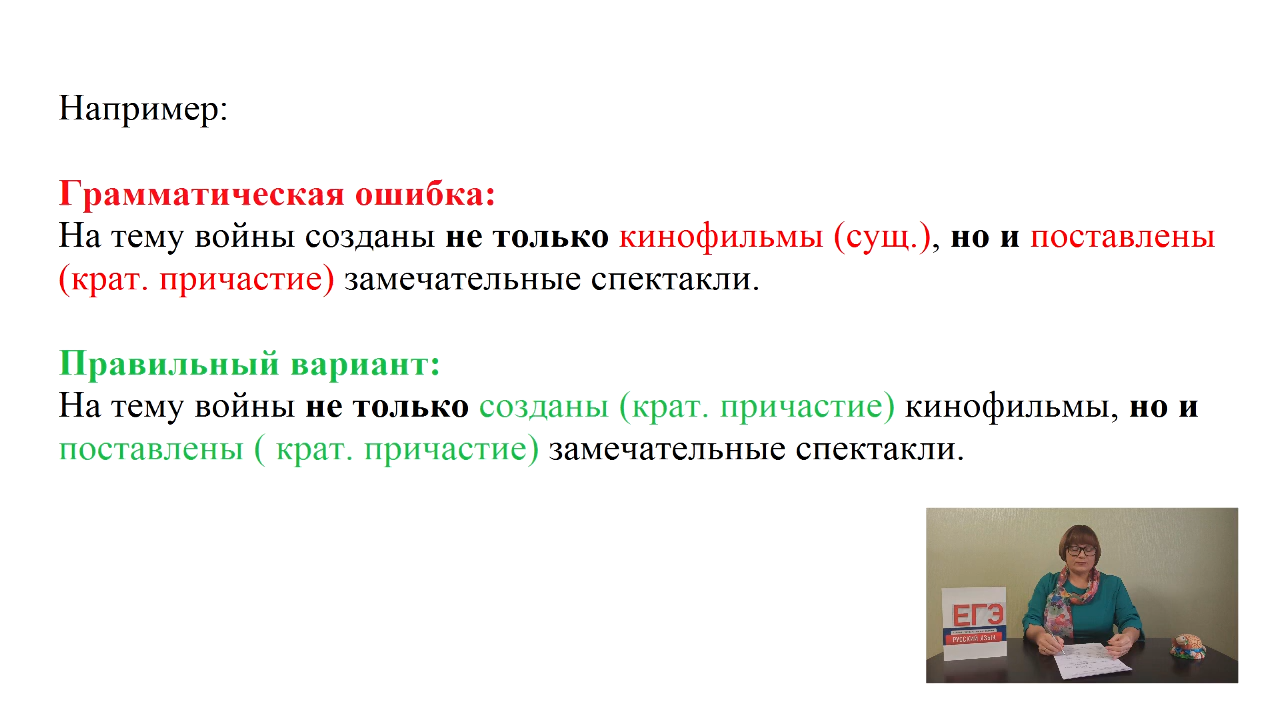 Например:
Грамматическая ошибка:
На тему войны созданы не только кинофильмы (сущ.), но и поставлены
(крат. причастие) замечательные спектакли.
Правильный вариант:
На тему войны не только созданы (крат. причастие) кинофильмы, но и
поставлены ( крат. причастие) замечательные спектакли.
ЕГЭ
РУССКИЙ ЯЗЫК